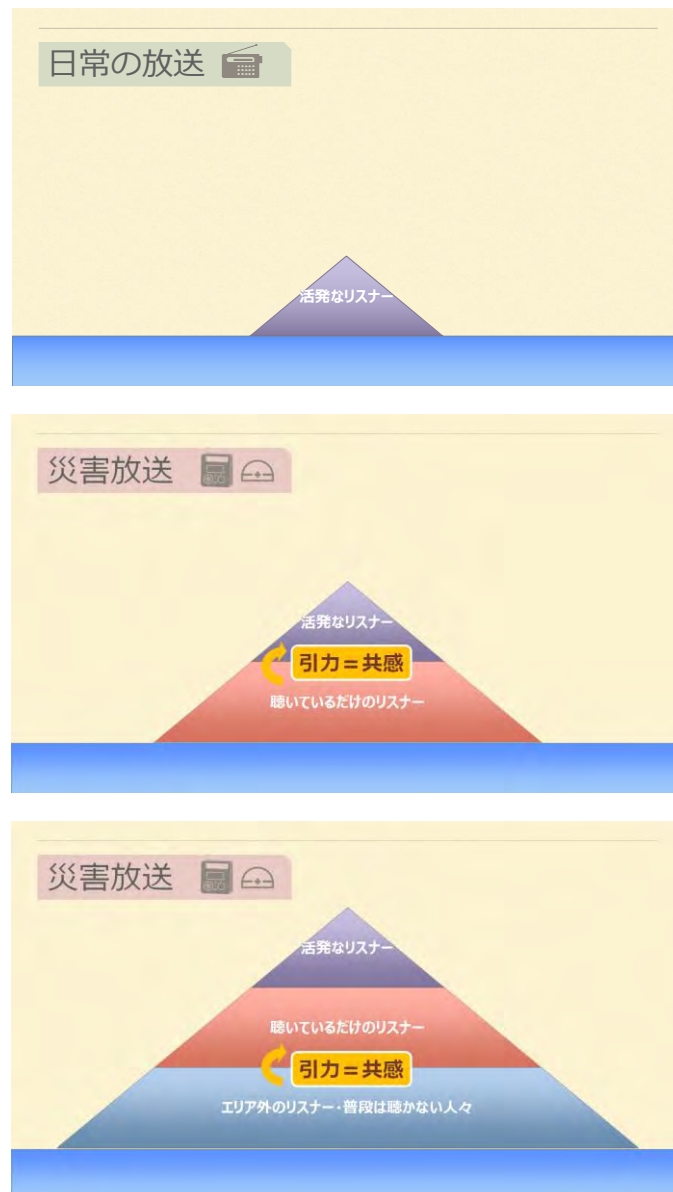 日常の放送
活発なリスナー
災害放送
活発なリスナー
引力＝共感
聴いているだけのリスナー
災害放送
活発なリスナー
聴いているだけのリスナー
引力＝共感
エリア外のリスナー・普段は聴かない人々